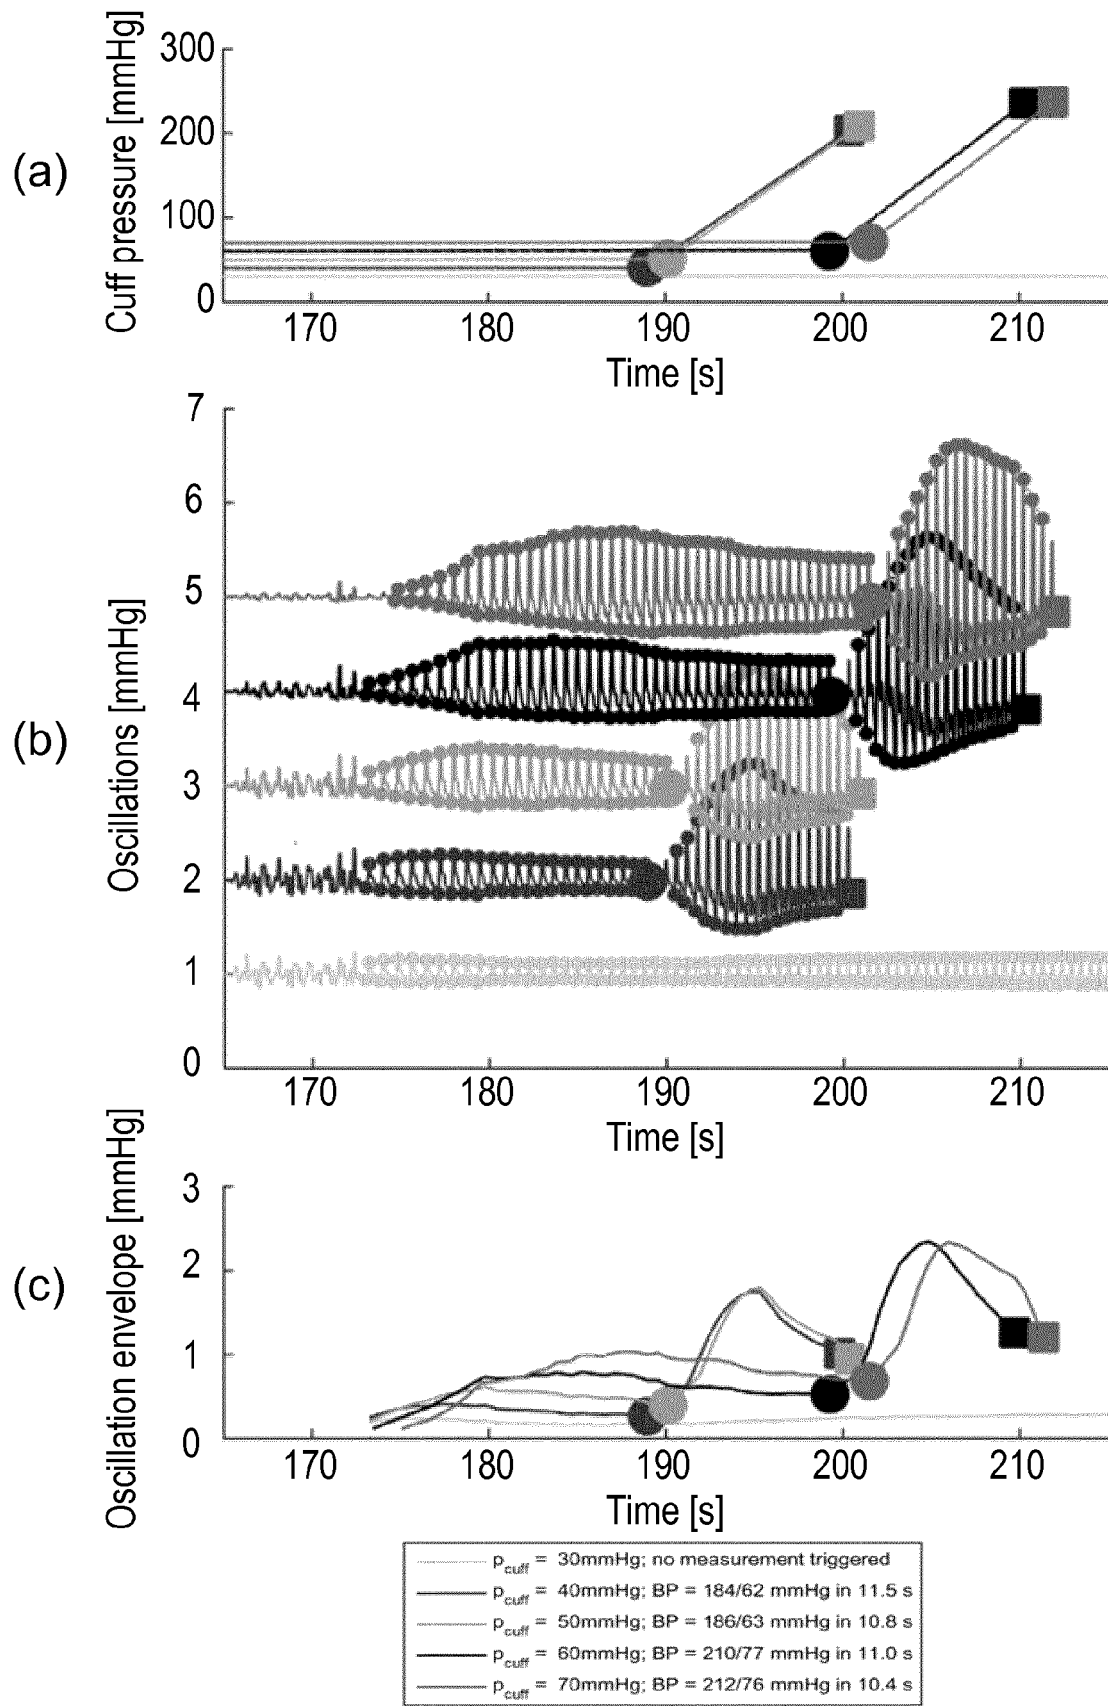 (a)
Cuff pressure [mmHg]
300
200
100
0
170 180 190 200 210
Time [s]
(b)
Oscillations [mmHg]
7
6
5
4
3
2
1
0
170 180 190 200 210
Time [s]
(c)
Oscillation envelope [mmHg]
3
2
1
0
170 180 190 200 210
Time [s]
p_cuff = 30mmHg; no measurement triggered
p_cuff = 40mmHg; BP = 184/62 mmHg in 11.5 s
p_cuff = 50mmHg; BP = 186/63 mmHg in 10.8 s
p_cuff = 60mmHg; BP = 210/77 mmHg in 11.0 s
p_cuff = 70mmHg; BP = 212/76 mmHg in 10.4 s